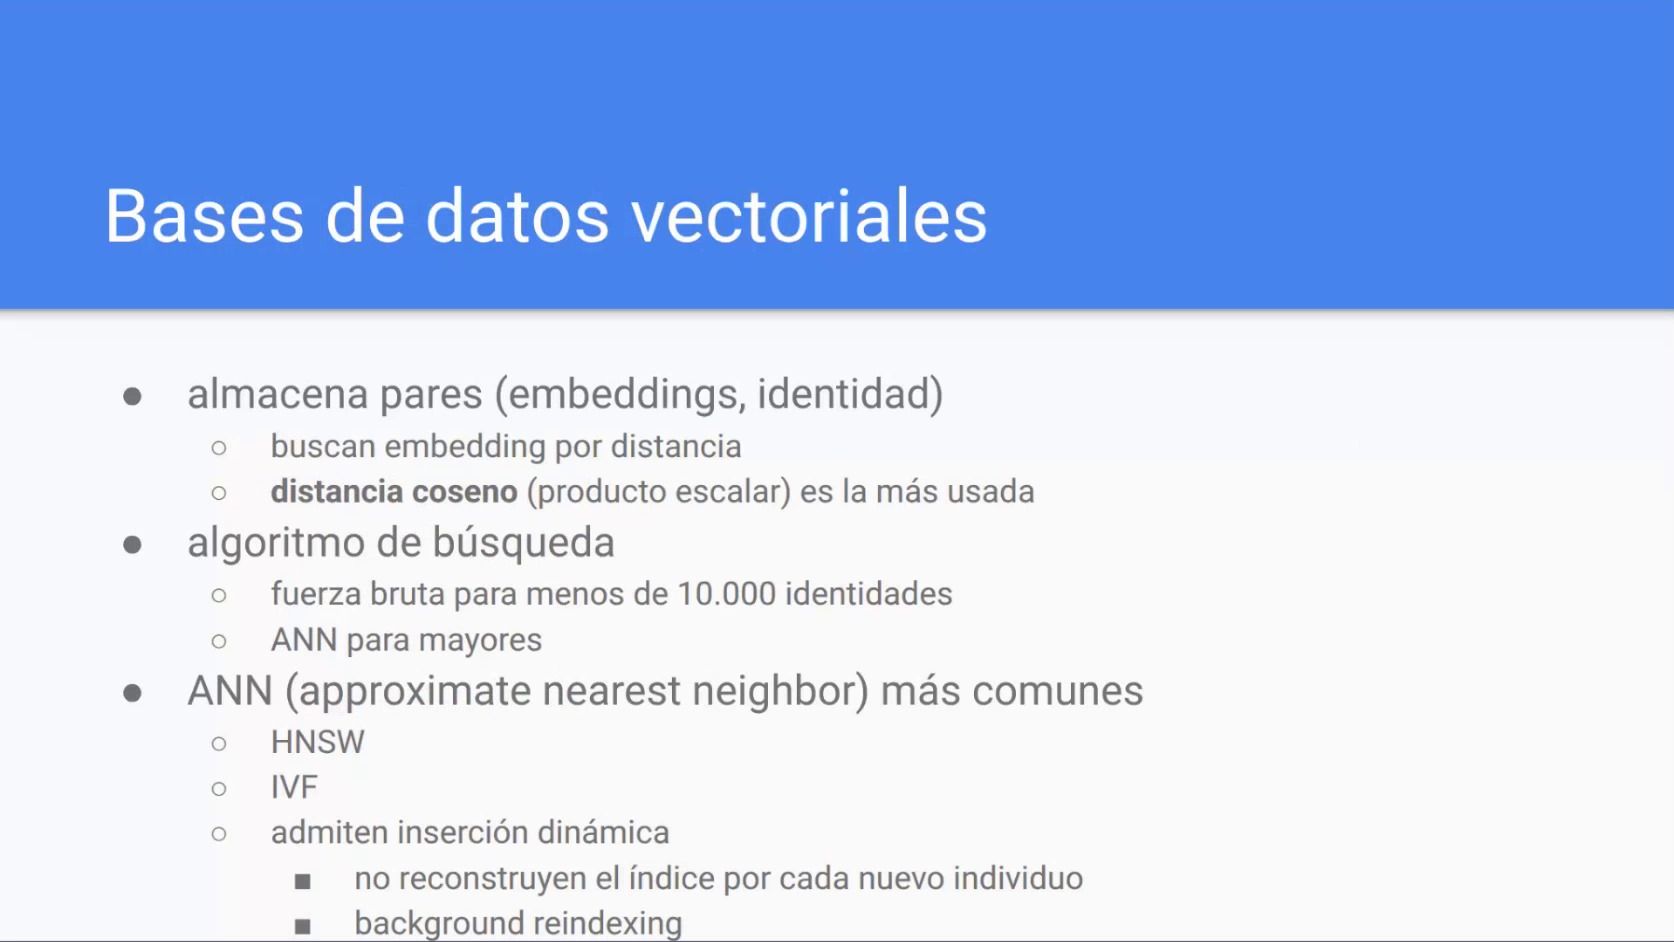 Bases de datos vectoriales
● almacena pares (embeddings, identidad)
○ buscan embedding por distancia
○ distancia coseno (producto escalar) es la más usada
● algoritmo de búsqueda
○ fuerza bruta para menos de 10.000 identidades
○ ANN para mayores
● ANN (approximate nearest neighbor) más comunes
○ HNSW
○ IVF
○ admiten inserción dinámica
■ no reconstruyen el índice por cada nuevo individuo
■ background reindexing